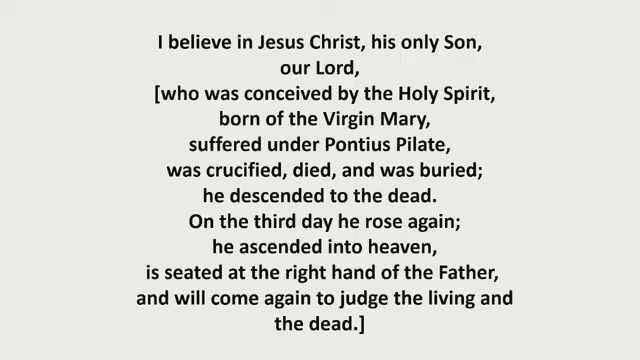 I believe in Jesus Christ, his only Son,
our Lord,
[who was conceived by the Holy Spirit,
born of the Virgin Mary,
suffered under Pontius Pilate,
was crucified, died, and was buried;
he descended to the dead.
On the third day he rose again;
he ascended into heaven,
is seated at the right hand of the Father,
and will come again to judge the living and
the dead.]